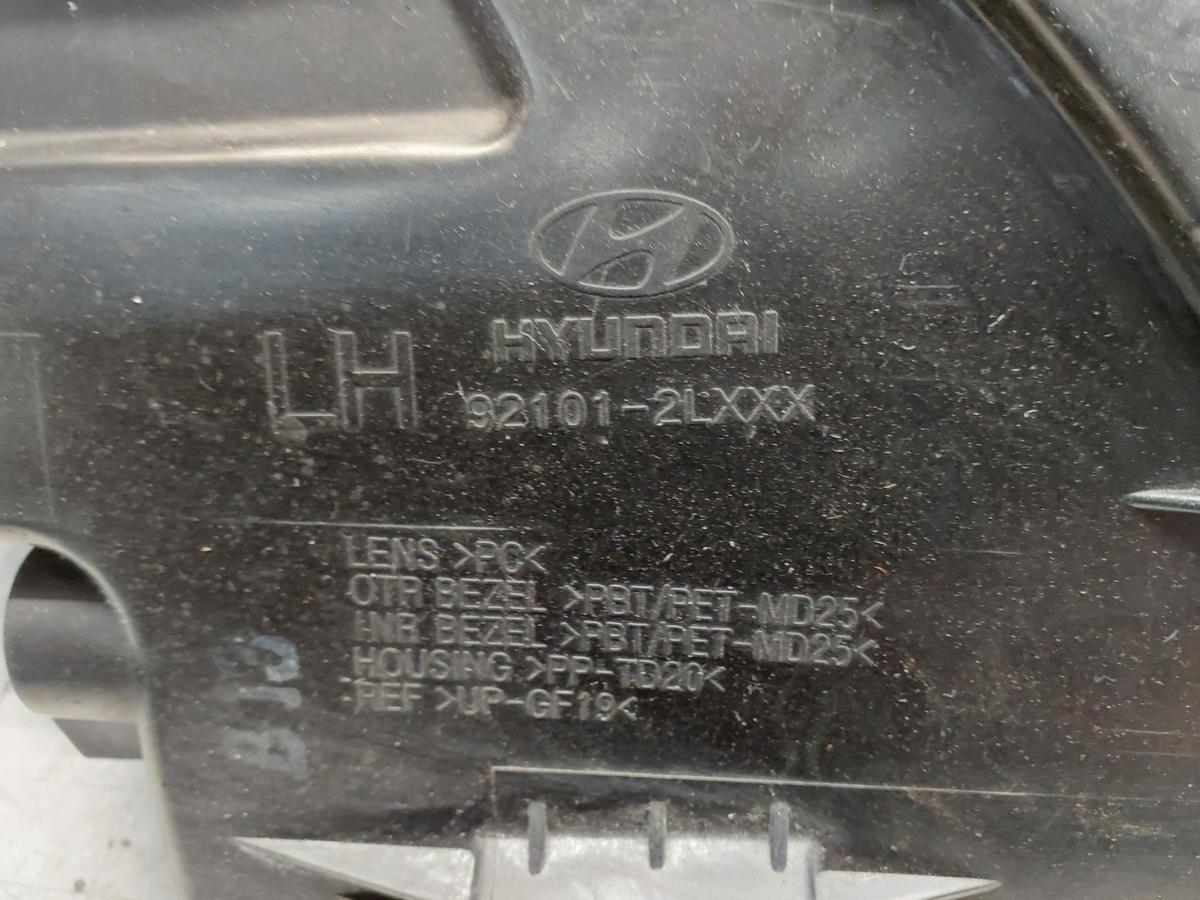 HYUNDAI
LH 92101-2LXXX
LENS >PC<
OTR BEZEL >PBT/PET-MD25<
INR BEZEL >PBT/PET-MD25<
HOUSING >PP-TD20<
REF >UP-GF19<